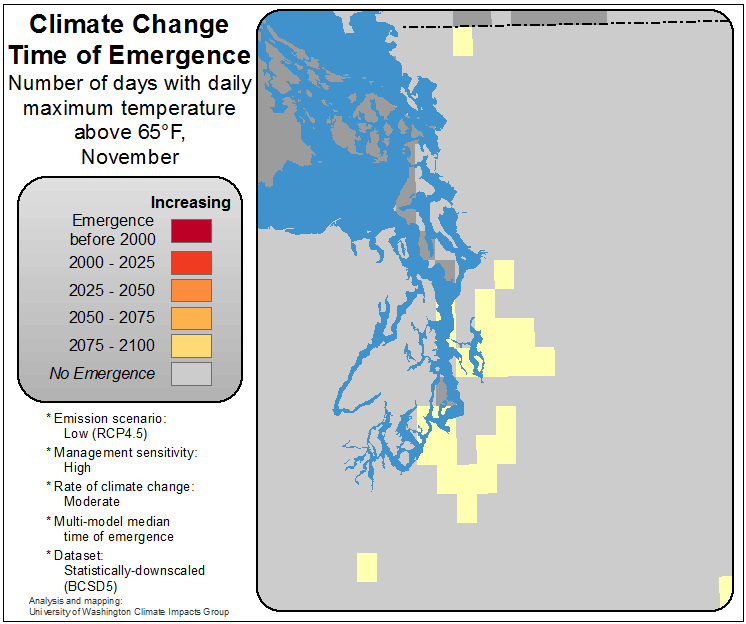 Climate Change
Time of Emergence
Number of days with daily
maximum temperature
above 65°F,
November
Increasing
Emergence
before 2000
2000 - 2025
2025 - 2050
2050 - 2075
2075 - 2100
No Emergence
* Emission scenario:
Low (RCP4.5)
* Management sensitivity:
High
* Rate of climate change:
Moderate
* Multi-model median
time of emergence
* Dataset:
Statistically-downscaled
(BCSD5)
Analysis and mapping:
University of Washington Climate Impacts Group